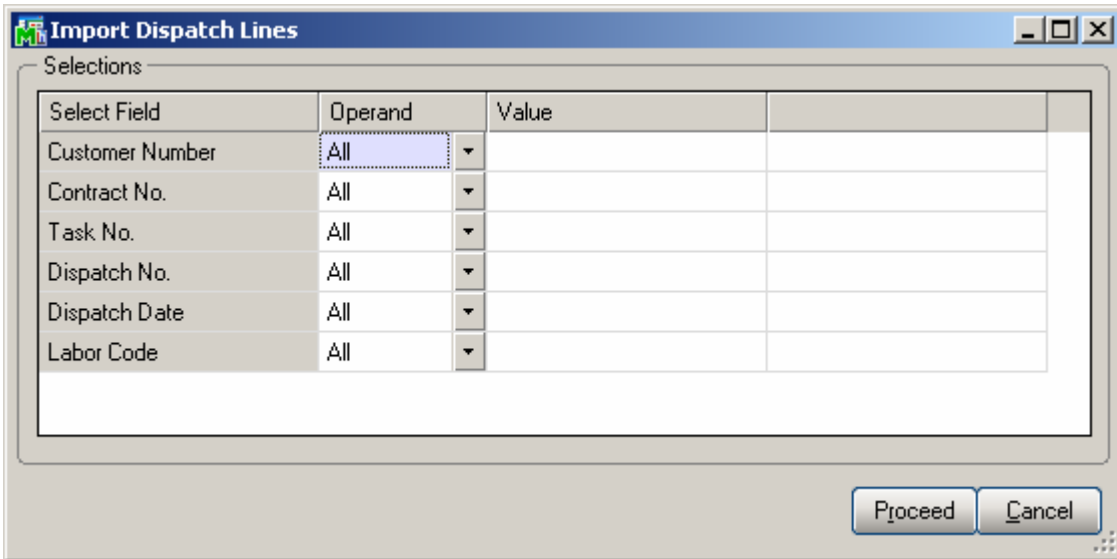 Import Dispatch Lines
Selections
Select Field Operand Value
Customer Number All
Contract No. All
Task No. All
Dispatch No. All
Dispatch Date All
Labor Code All
Proceed Cancel